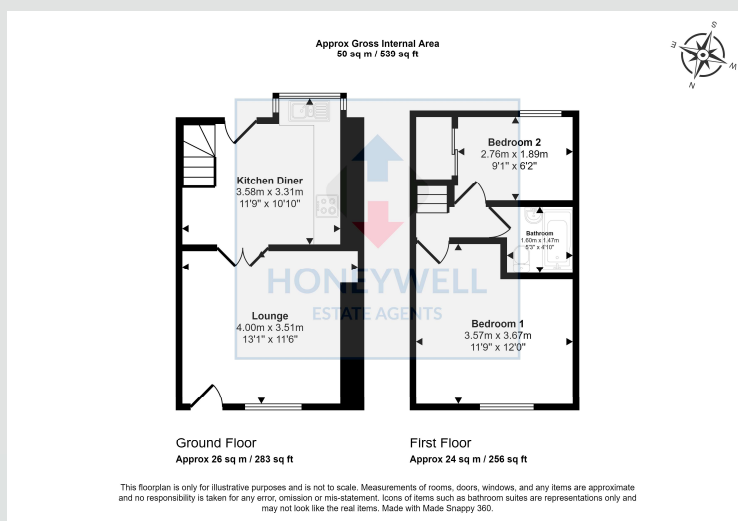 Approx Gross Internal Area
50 sq m / 539 sq ft
S
E
W
N
Bedroom 2
2.76m x 1.89m
9'1" x 6'2"
Kitchen Diner
3.58m x 3.31m
11'9" x 10'10"
Bathroom
1.60m x 1.47m
5'3" x 4'10"
HONEYWELL
ESTATE AGENTS
Lounge
4.00m x 3.51m
13'1" x 11'6"
Bedroom 1
3.57m x 3.67m
11'9" x 12'0"
Ground Floor
Approx 26 sq m / 283 sq ft
First Floor
Approx 24 sq m / 256 sq ft
This floorplan is only for illustrative purposes and is not to scale. Measurements of rooms, doors, windows, and any items are approximate
and no responsibility is taken for any error, omission or mis-statement. Icons of items such as bathroom suites are representations only and
may not look like the real items. Made with Made Snappy 360.